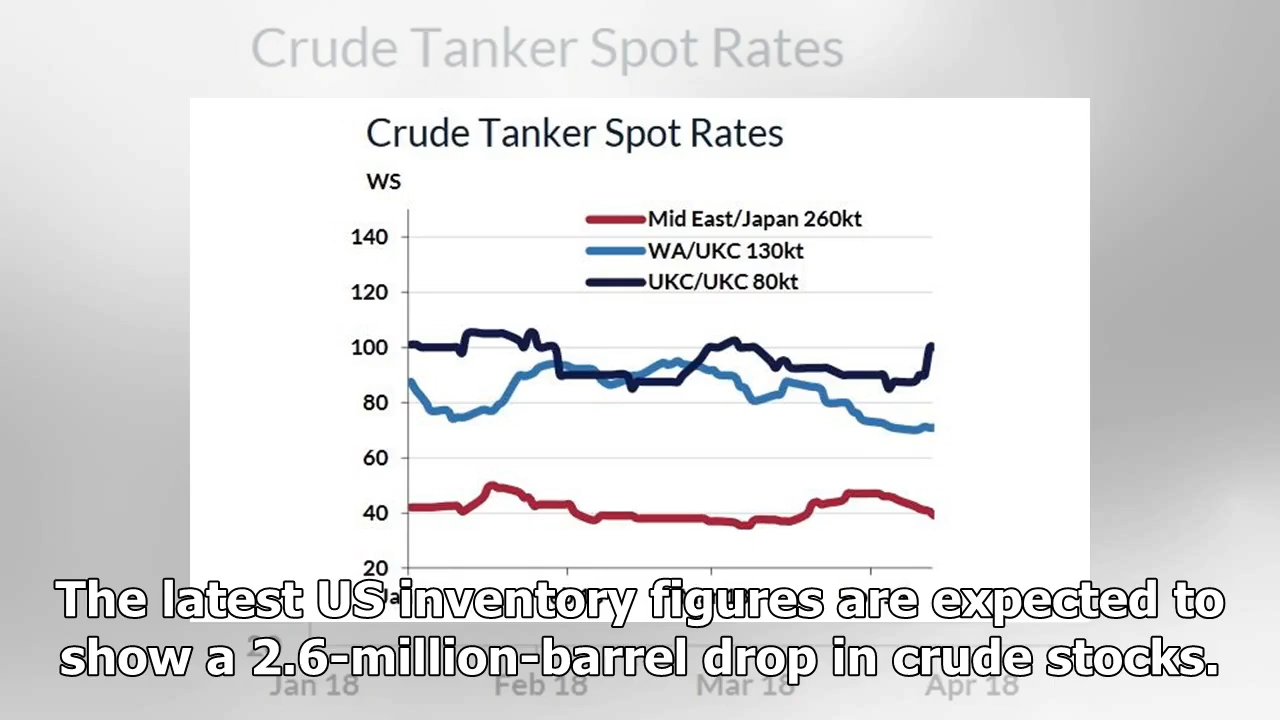 Crude Tanker Spot Rates
Crude Tanker Spot Rates
WS
Mid East/Japan 260kt
WA/UKC 130kt
UKC/UKC 80kt
140
120
100
80
60
40
20
The latest US inventory figures are expected to
show a 2.6-million-barrel drop in crude stocks.
Jan 18 Feb 18 Mar 18 Apr 18